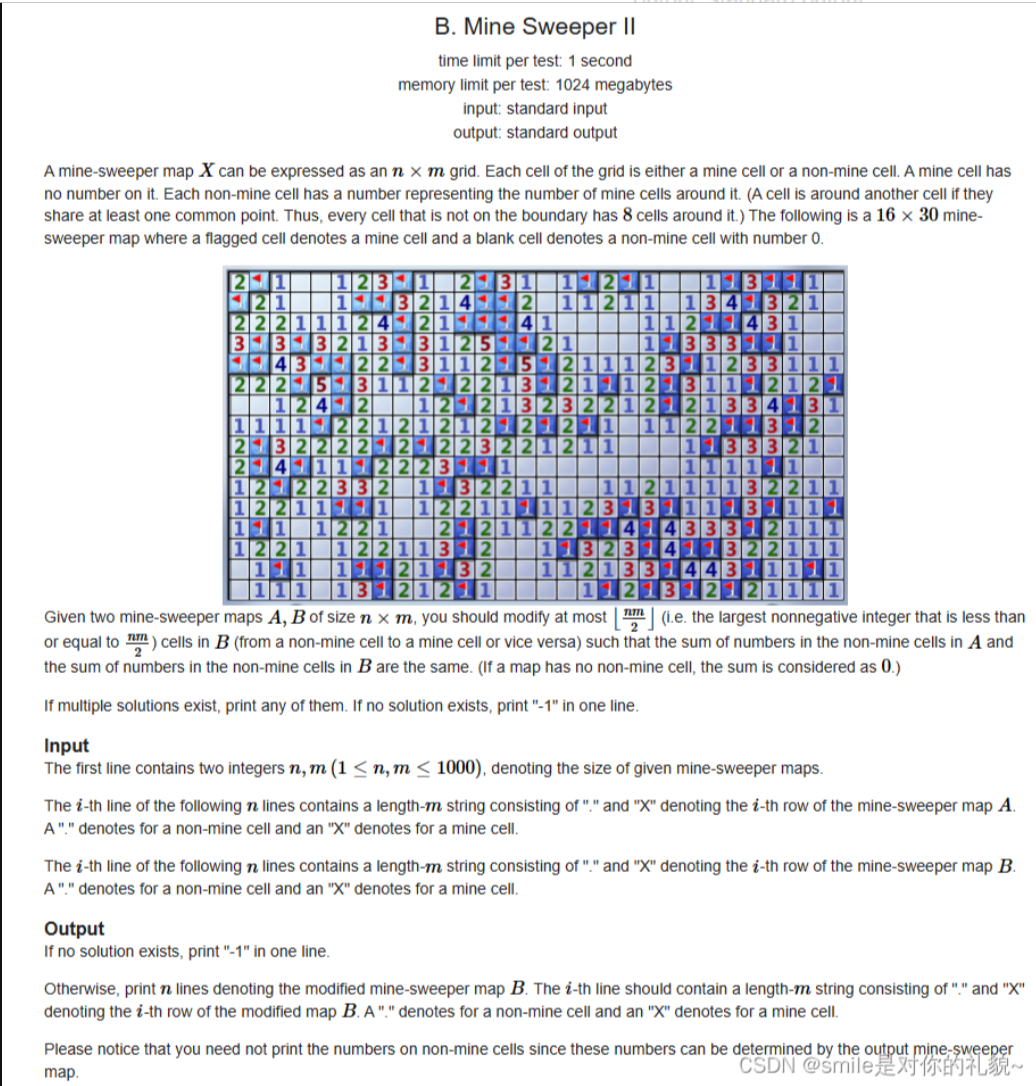 B. Mine Sweeper II
time limit per test: 1 second
memory limit per test: 1024 megabytes
input: standard input
output: standard output
A mine-sweeper map X can be expressed as an n × m grid. Each cell of the grid is either a mine cell or a non-mine cell. A mine cell has
no number on it. Each non-mine cell has a number representing the number of mine cells around it. (A cell is around another cell if they
share at least one common point. Thus, every cell that is not on the boundary has 8 cells around it.) The following is a 16 × 30 mine-
sweeper map where a flagged cell denotes a mine cell and a blank cell denotes a non-mine cell with number 0.
Given two mine-sweeper maps A, B of size n × m, you should modify at most ⌊nm/2⌋ (i.e. the largest nonnegative integer that is less than
or equal to nm/2) cells in B (from a non-mine cell to a mine cell or vice versa) such that the sum of numbers in the non-mine cells in A and
the sum of numbers in the non-mine cells in B are the same. (If a map has no non-mine cell, the sum is considered as 0.)
If multiple solutions exist, print any of them. If no solution exists, print "-1" in one line.
Input
The first line contains two integers n, m (1 ≤ n, m ≤ 1000), denoting the size of given mine-sweeper maps.
The i-th line of the following n lines contains a length-m string consisting of "." and "X" denoting the i-th row of the mine-sweeper map A.
A "." denotes for a non-mine cell and an "X" denotes for a mine cell.
The i-th line of the following n lines contains a length-m string consisting of "." and "X" denoting the i-th row of the mine-sweeper map B.
A "." denotes for a non-mine cell and an "X" denotes for a mine cell.
Output
If no solution exists, print "-1" in one line.
Otherwise, print n lines denoting the modified mine-sweeper map B. The i-th line should contain a length-m string consisting of "." and "X"
denoting the i-th row of the modified map B. A "." denotes for a non-mine cell and an "X" denotes for a mine cell.
Please notice that you need not print the numbers on non-mine cells since these numbers can be determined by the output mine-sweeper
map.
CSDN @smile是对你的礼貌~